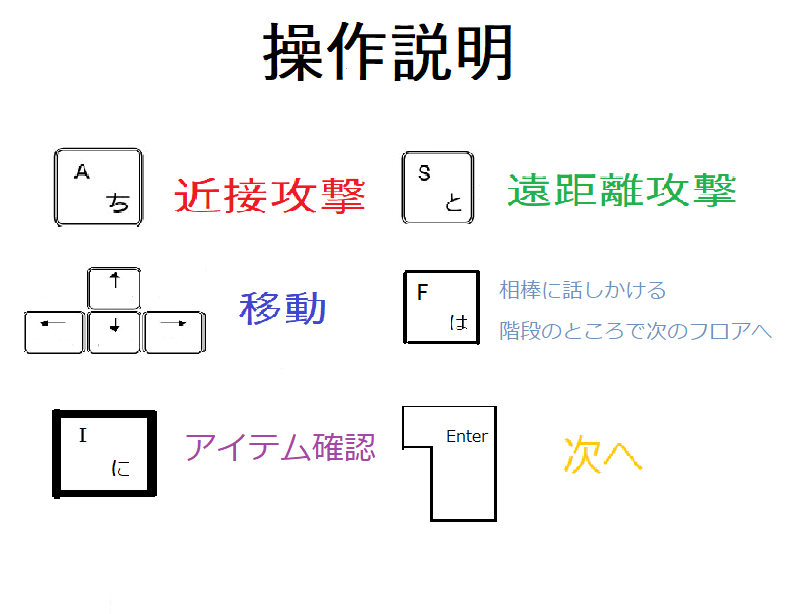 操作説明
A
ち
近接攻撃
S
と
遠距離攻撃
↑
← ↓ →
移動
F
は
相棒に話しかける
階段のところで次のフロアへ
I
に
アイテム確認
Enter
次へ